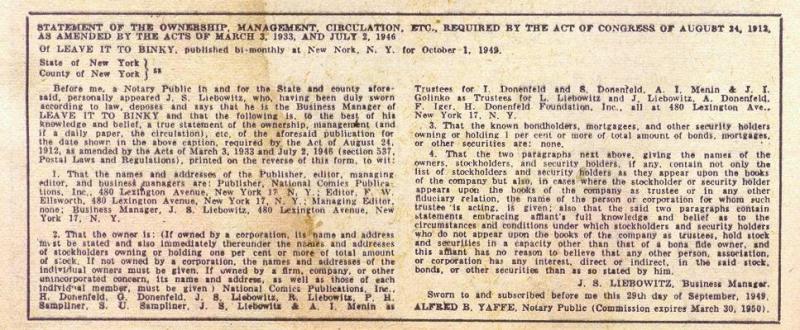 STATEMENT OF THE OWNERSHIP, MANAGEMENT, CIRCULATION, ETC., REQUIRED BY THE ACT OF CONGRESS OF AUGUST 24, 1912,
AS AMENDED BY THE ACTS OF MARCH 3, 1933, AND JULY 2, 1946
Of LEAVE IT TO BINKY, published bi-monthly at New York, N. Y. for October 1, 1949.
State of New York }
County of New York } ss
Before me, a Notary Public in and for the State and county afore-
said, personally appeared J. S. Liebowitz, who, having been duly sworn
according to law, deposes and says that he is the Business Manager of
LEAVE IT TO BINKY and that the following is, to the best of his
knowledge and belief, a true statement of the ownership, management (and
if a daily paper, the circulation), etc., of the aforesaid publication for
the date shown in the above caption, required by the Act of August 24,
1912, as amended by the Acts of March 3, 1933 and July 2, 1946 (section 537,
Postal Laws and Regulations), printed on the reverse of this form, to wit:
1. That the names and addresses of the Publisher, editor, managing
editor, and business managers are: Publisher, National Comics Publica-
tions, Inc., 480 Lexington Avenue, New York 17, N. Y.; Editor, F. W.
Ellsworth, 480 Lexington Avenue, New York 17, N. Y.; Managing Editor,
none; Business Manager, J. S. Liebowitz, 480 Lexington Avenue, New
York 17, N. Y.
2. That the owner is: (If owned by a corporation, its name and address
must be stated and also immediately thereunder the names and addresses
of stockholders owning or holding one per cent or more of total amount
of stock. If not owned by a corporation, the names and addresses of the
individual owners must be given. If owned by a firm, company, or other
unincorporated concern, its name and address, as well as those of each
individual member, must be given) National Comics Publications, Inc.,
H. Donenfeld, G. Donenfeld, J. S. Liebowitz, R. Liebowitz, P. H.
Sampliner, S. U. Sampliner, J. S. Liebowitz & A. I. Menin as
Trustees for I. Donenfeld and S. Donenfeld, A. I. Menin & J. I.
Golinko as Trustees for L. Liebowitz and J. Liebowitz, A. Donenfeld,
F. Iger, H. Donenfeld Foundation, Inc., all at 480 Lexington Ave.,
New York 17, N. Y.
3. That the known bondholders, mortgagees, and other security holders
owning or holding 1 per cent or more of total amount of bonds, mortgages,
or other securities are: none.
4. That the two paragraphs next above, giving the names of the
owners, stockholders, and security holders, if any, contain not only the
list of stockholders and security holders as they appear upon the books
of the company but also, in cases where the stockholder or security holder
appears upon the books of the company as trustee or in any other
fiduciary relation, the name of the person or corporation for whom such
trustee is acting, is given; also that the said two paragraphs contain
statements embracing affiant's full knowledge and belief as to the
circumstances and conditions under which stockholders and security holders
who do not appear upon the books of the company as trustees, hold stock
and securities in a capacity other than that of a bona fide owner, and
this affiant has no reason to believe that any other person, association,
or corporation has any interest, direct or indirect, in the said stock,
bonds, or other securities than as so stated by him.
J. S. LIEBOWITZ, Business Manager.
Sworn to and subscribed before me this 29th day of September, 1949.
ALFRED B. YAFFE, Notary Public (Commission expires March 30, 1950).